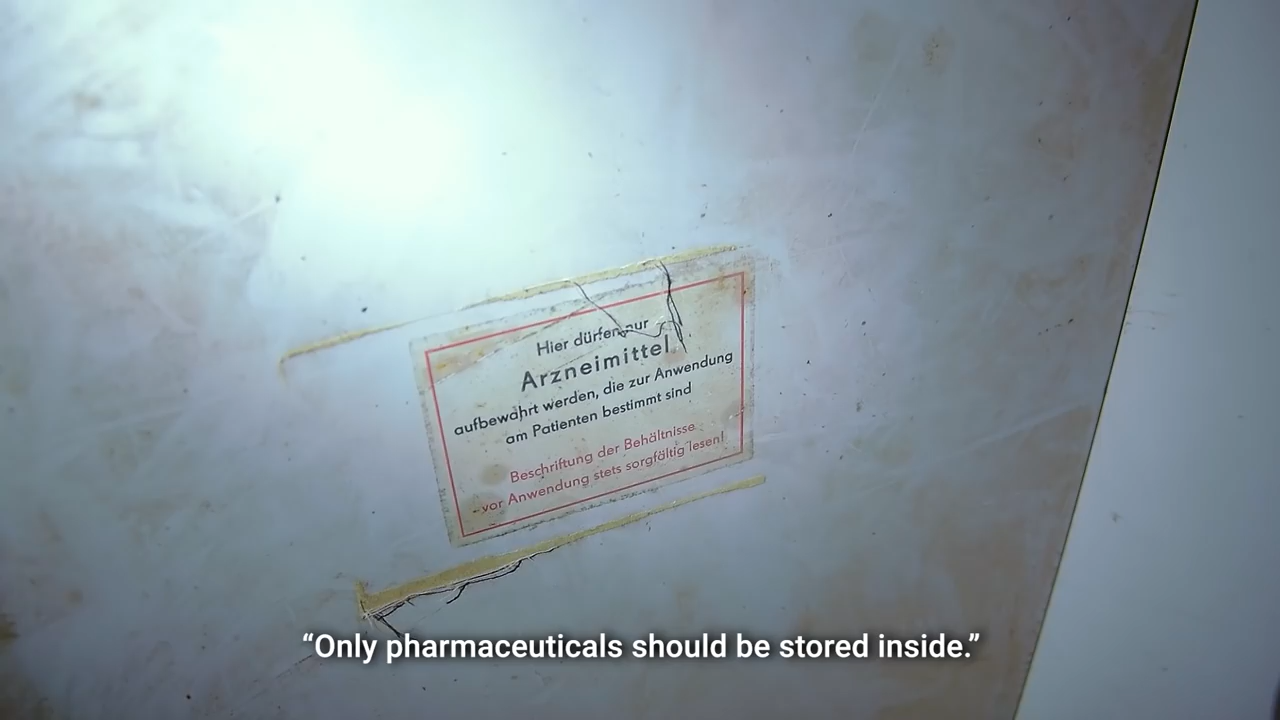 Hier dürfen nur
Arzneimittel
aufbewahrt werden, die zur Anwendung
am Patienten bestimmt sind
Beschriftung der Behältnisse
vor Anwendung stets sorgfältig lesen!
“Only pharmaceuticals should be stored inside.”